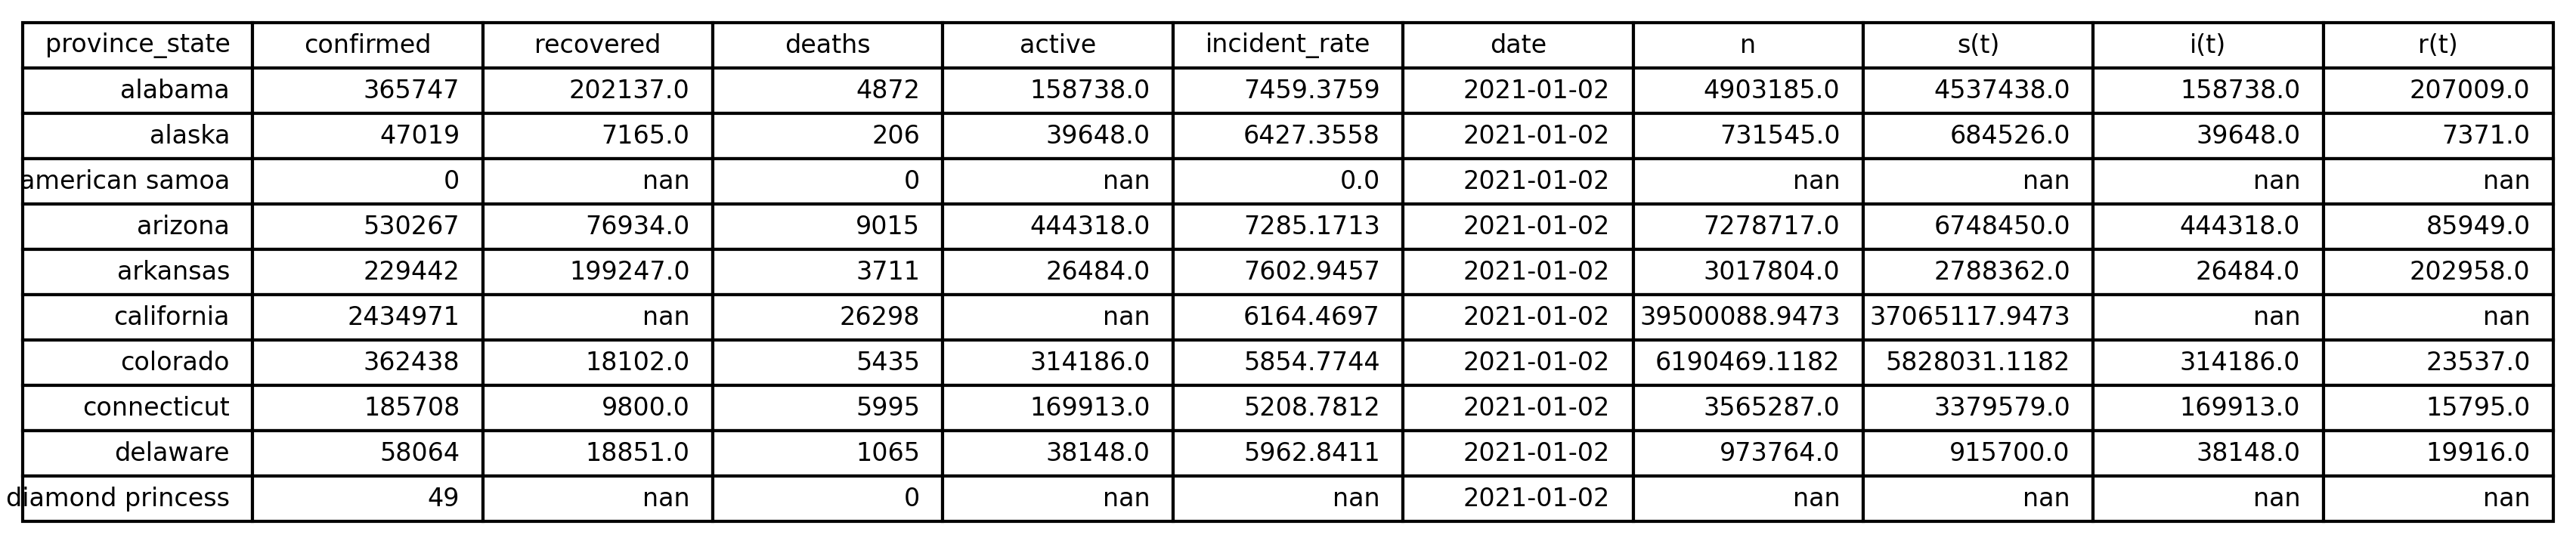 province_state confirmed recovered deaths active incident_rate date n s(t) i(t) r(t)
alabama 365747 202137.0 4872 158738.0 7459.3759 2021-01-02 4903185.0 4537438.0 158738.0 207009.0
alaska 47019 7165.0 206 39648.0 6427.3558 2021-01-02 731545.0 684526.0 39648.0 7371.0
american samoa 0 nan 0 nan 0.0 2021-01-02 nan nan nan nan
arizona 530267 76934.0 9015 444318.0 7285.1713 2021-01-02 7278717.0 6748450.0 444318.0 85949.0
arkansas 229442 199247.0 3711 26484.0 7602.9457 2021-01-02 3017804.0 2788362.0 26484.0 202958.0
california 2434971 nan 26298 nan 6164.4697 2021-01-02 39500088.9473 37065117.9473 nan nan
colorado 362438 18102.0 5435 314186.0 5854.7744 2021-01-02 6190469.1182 5828031.1182 314186.0 23537.0
connecticut 185708 9800.0 5995 169913.0 5208.7812 2021-01-02 3565287.0 3379579.0 169913.0 15795.0
delaware 58064 18851.0 1065 38148.0 5962.8411 2021-01-02 973764.0 915700.0 38148.0 19916.0
diamond princess 49 nan 0 nan nan 2021-01-02 nan nan nan nan